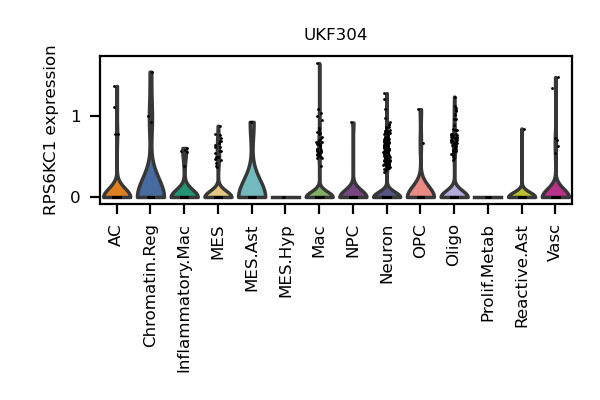 UKF304
RPS6KC1 expression
1
0
AC
Chromatin.Reg
Inflammatory.Mac
MES
MES.Ast
MES.Hyp
Mac
NPC
Neuron
OPC
Oligo
Prolif.Metab
Reactive.Ast
Vasc